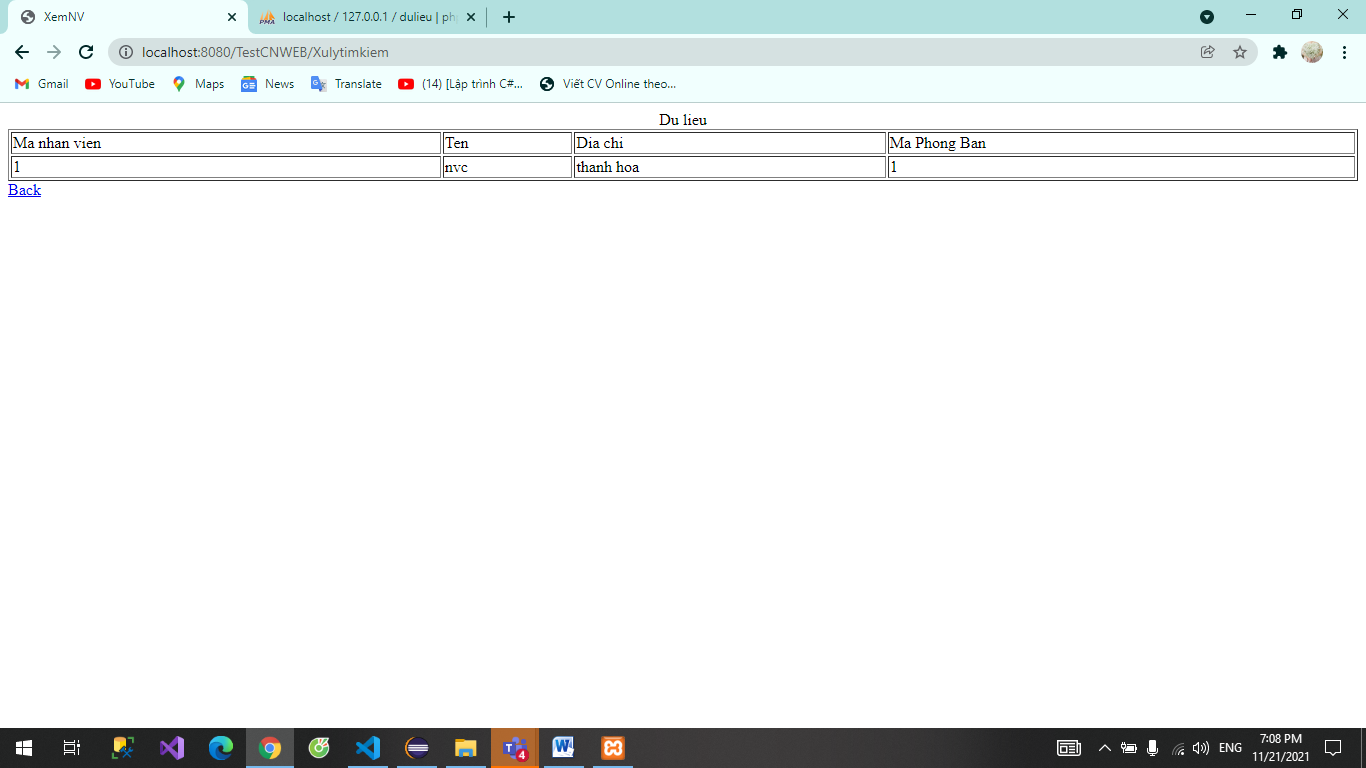 XemNV
localhost / 127.0.0.1 / dulieu | ph
localhost:8080/TestCNWEB/Xulytimkiem
Gmail YouTube Maps News Translate (14) [Lập trình C#... Viết CV Online theo...
Du lieu
Ma nhan vien Ten Dia chi Ma Phong Ban
1 nvc thanh hoa 1
Back
4
ENG
7:08 PM
11/21/2021